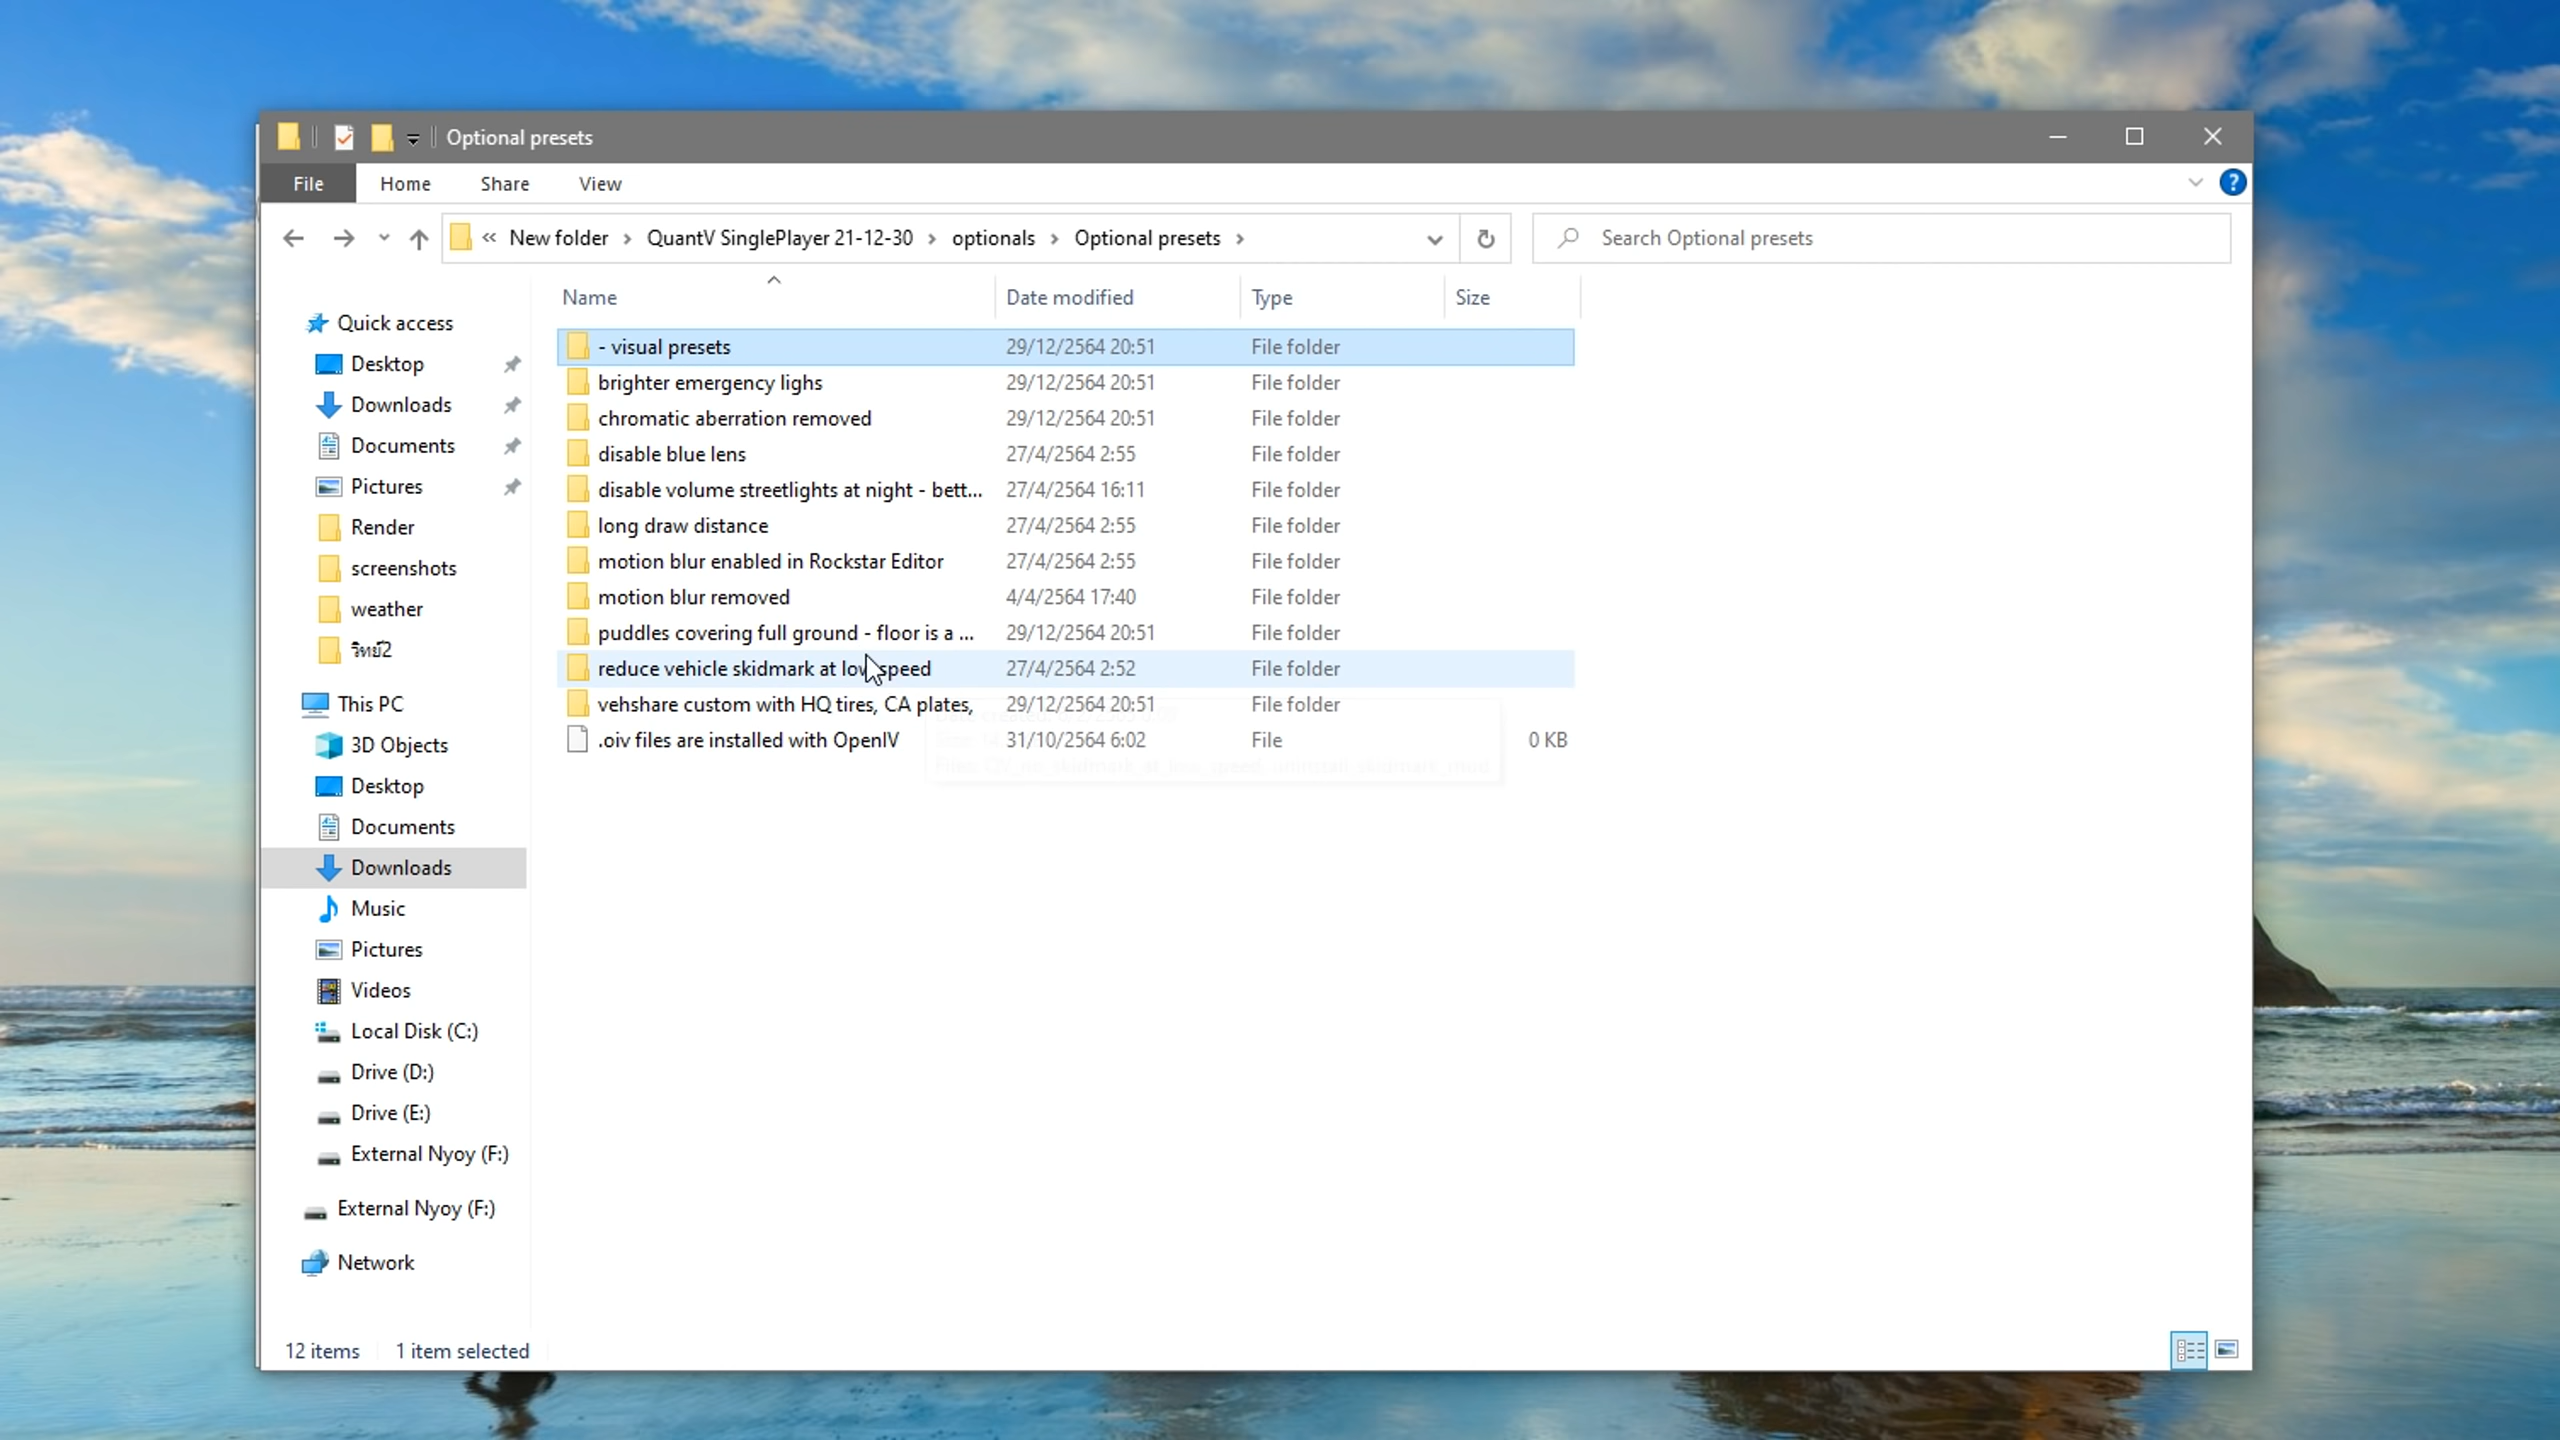 Optional presets
File Home Share View
« New folder › QuantV SinglePlayer 21-12-30 › optionals › Optional presets ›
Search Optional presets
Name Date modified Type Size
Quick access
Desktop
Downloads
Documents
Pictures
Render
screenshots
weather
วิทย์2
This PC
3D Objects
Desktop
Documents
Downloads
Music
Pictures
Videos
Local Disk (C:)
Drive (D:)
Drive (E:)
External Nyoy (F:)
External Nyoy (F:)
Network
- visual presets 29/12/2564 20:51 File folder
brighter emergency lighs 29/12/2564 20:51 File folder
chromatic aberration removed 29/12/2564 20:51 File folder
disable blue lens 27/4/2564 2:55 File folder
disable volume streetlights at night - bett... 27/4/2564 16:11 File folder
long draw distance 27/4/2564 2:55 File folder
motion blur enabled in Rockstar Editor 27/4/2564 2:55 File folder
motion blur removed 4/4/2564 17:40 File folder
puddles covering full ground - floor is a ... 29/12/2564 20:51 File folder
reduce vehicle skidmark at low speed 27/4/2564 2:52 File folder
vehshare custom with HQ tires, CA plates, 29/12/2564 20:51 File folder
.oiv files are installed with OpenIV 31/10/2564 6:02 File 0 KB
12 items 1 item selected